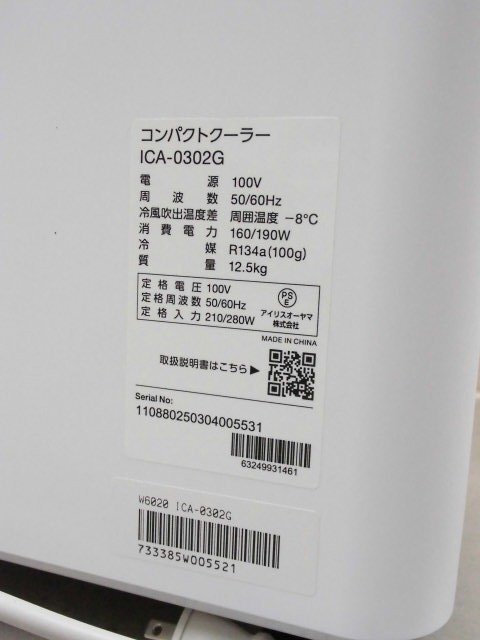 コンパクトクーラー
ICA-0302G
電源 100V
周波数 50/60Hz
冷風吹出温度差 周囲温度 -8℃
消費電力 160/190W
冷媒 R134a(100g)
質量 12.5kg
定格電圧 100V
定格周波数 50/60Hz
定格入力 210/280W
PSE
アイリスオーヤマ
株式会社
MADE IN CHINA
取扱説明書はこちら▶
Serial No:
110880250304005531
63249931461
W6020 ICA-0302G
733385W005521